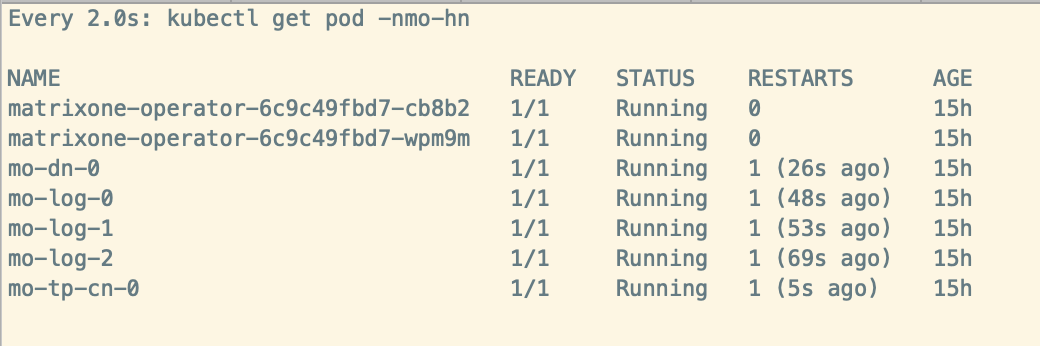 Every 2.0s: kubectl get pod -nmo-hn
NAME READY STATUS RESTARTS AGE
matrixone-operator-6c9c49fbd7-cb8b2 1/1 Running 0 15h
matrixone-operator-6c9c49fbd7-wpm9m 1/1 Running 0 15h
mo-dn-0 1/1 Running 1 (26s ago) 15h
mo-log-0 1/1 Running 1 (48s ago) 15h
mo-log-1 1/1 Running 1 (53s ago) 15h
mo-log-2 1/1 Running 1 (69s ago) 15h
mo-tp-cn-0 1/1 Running 1 (5s ago) 15h